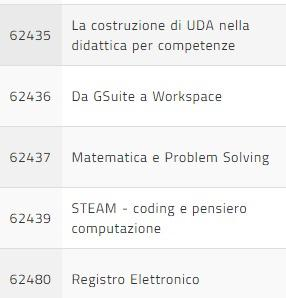 62435
La costruzione di UDA nella
didattica per competenze
62436
Da GSuite a Workspace
62437
Matematica e Problem Solving
62439
STEAM - coding e pensiero
computazione
62480
Registro Elettronico